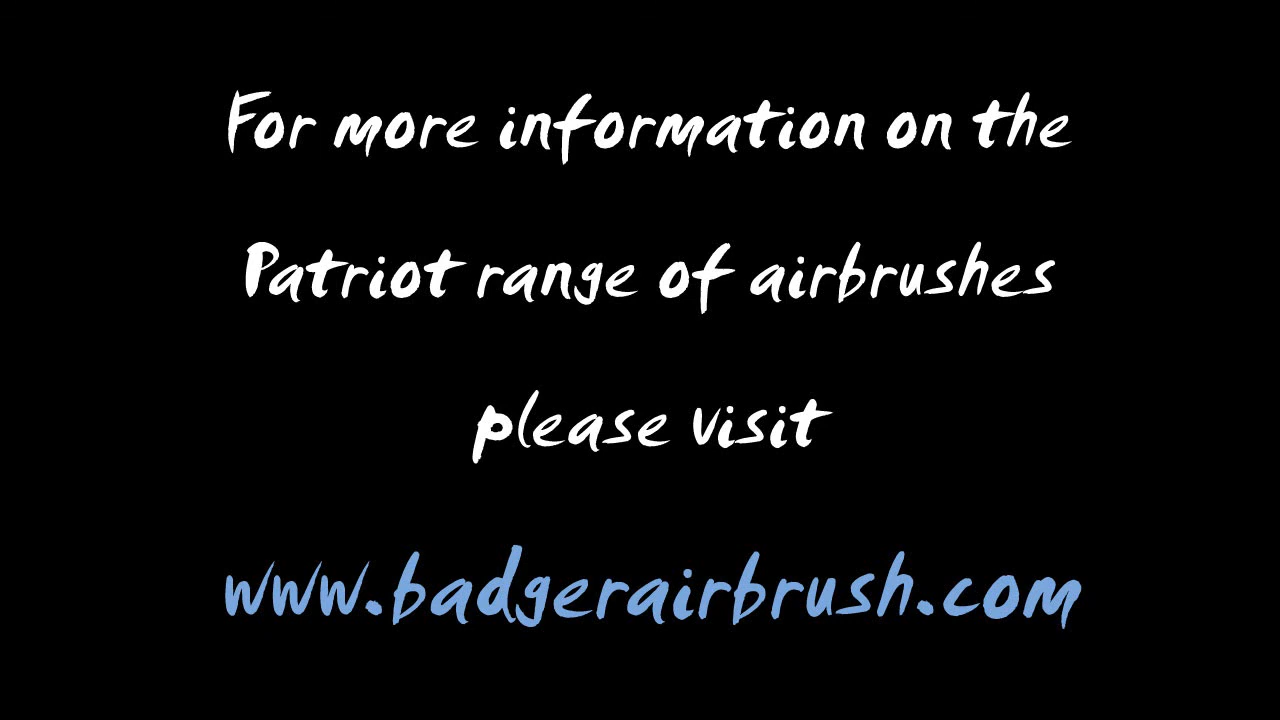 For more information on the
Patriot range of airbrushes
please visit
www.badgerairbrush.com